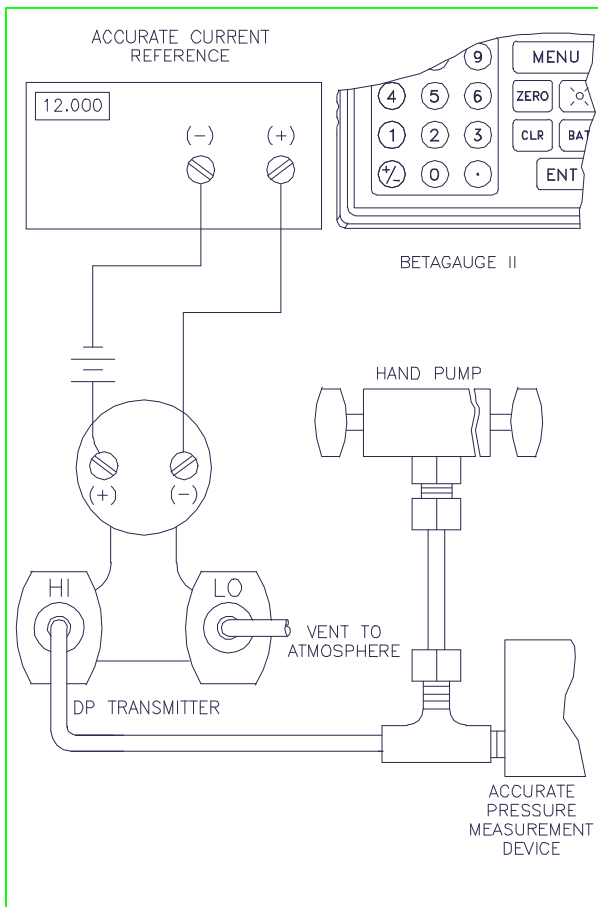 ACCURATE CURRENT
REFERENCE
12.000
(-) (+)
9 MENU
4 5 6 ZERO
1 2 3 CLR BAT
+/- 0 . ENT
BETAGAUGE II
HAND PUMP
(+) (-)
HI LO
VENT TO
ATMOSPHERE
DP TRANSMITTER
ACCURATE
PRESSURE
MEASUREMENT
DEVICE